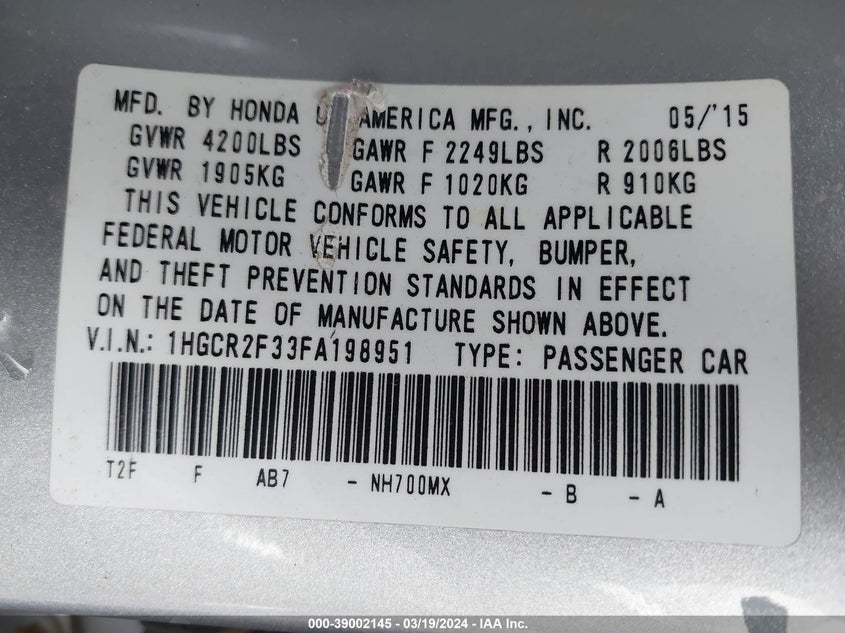 MFD. BY HONDA OF AMERICA MFG., INC. 05/'15
GVWR 4200LBS GAWR F 2249LBS R 2006LBS
GVWR 1905KG GAWR F 1020KG R 910KG
THIS VEHICLE CONFORMS TO ALL APPLICABLE
FEDERAL MOTOR VEHICLE SAFETY, BUMPER,
AND THEFT PREVENTION STANDARDS IN EFFECT
ON THE DATE OF MANUFACTURE SHOWN ABOVE.
V.I.N.: 1HGCR2F33FA198951 TYPE: PASSENGER CAR
T2F F AB7 - NH700MX - B - A
000-39002145 - 03/19/2024 - IAA Inc.